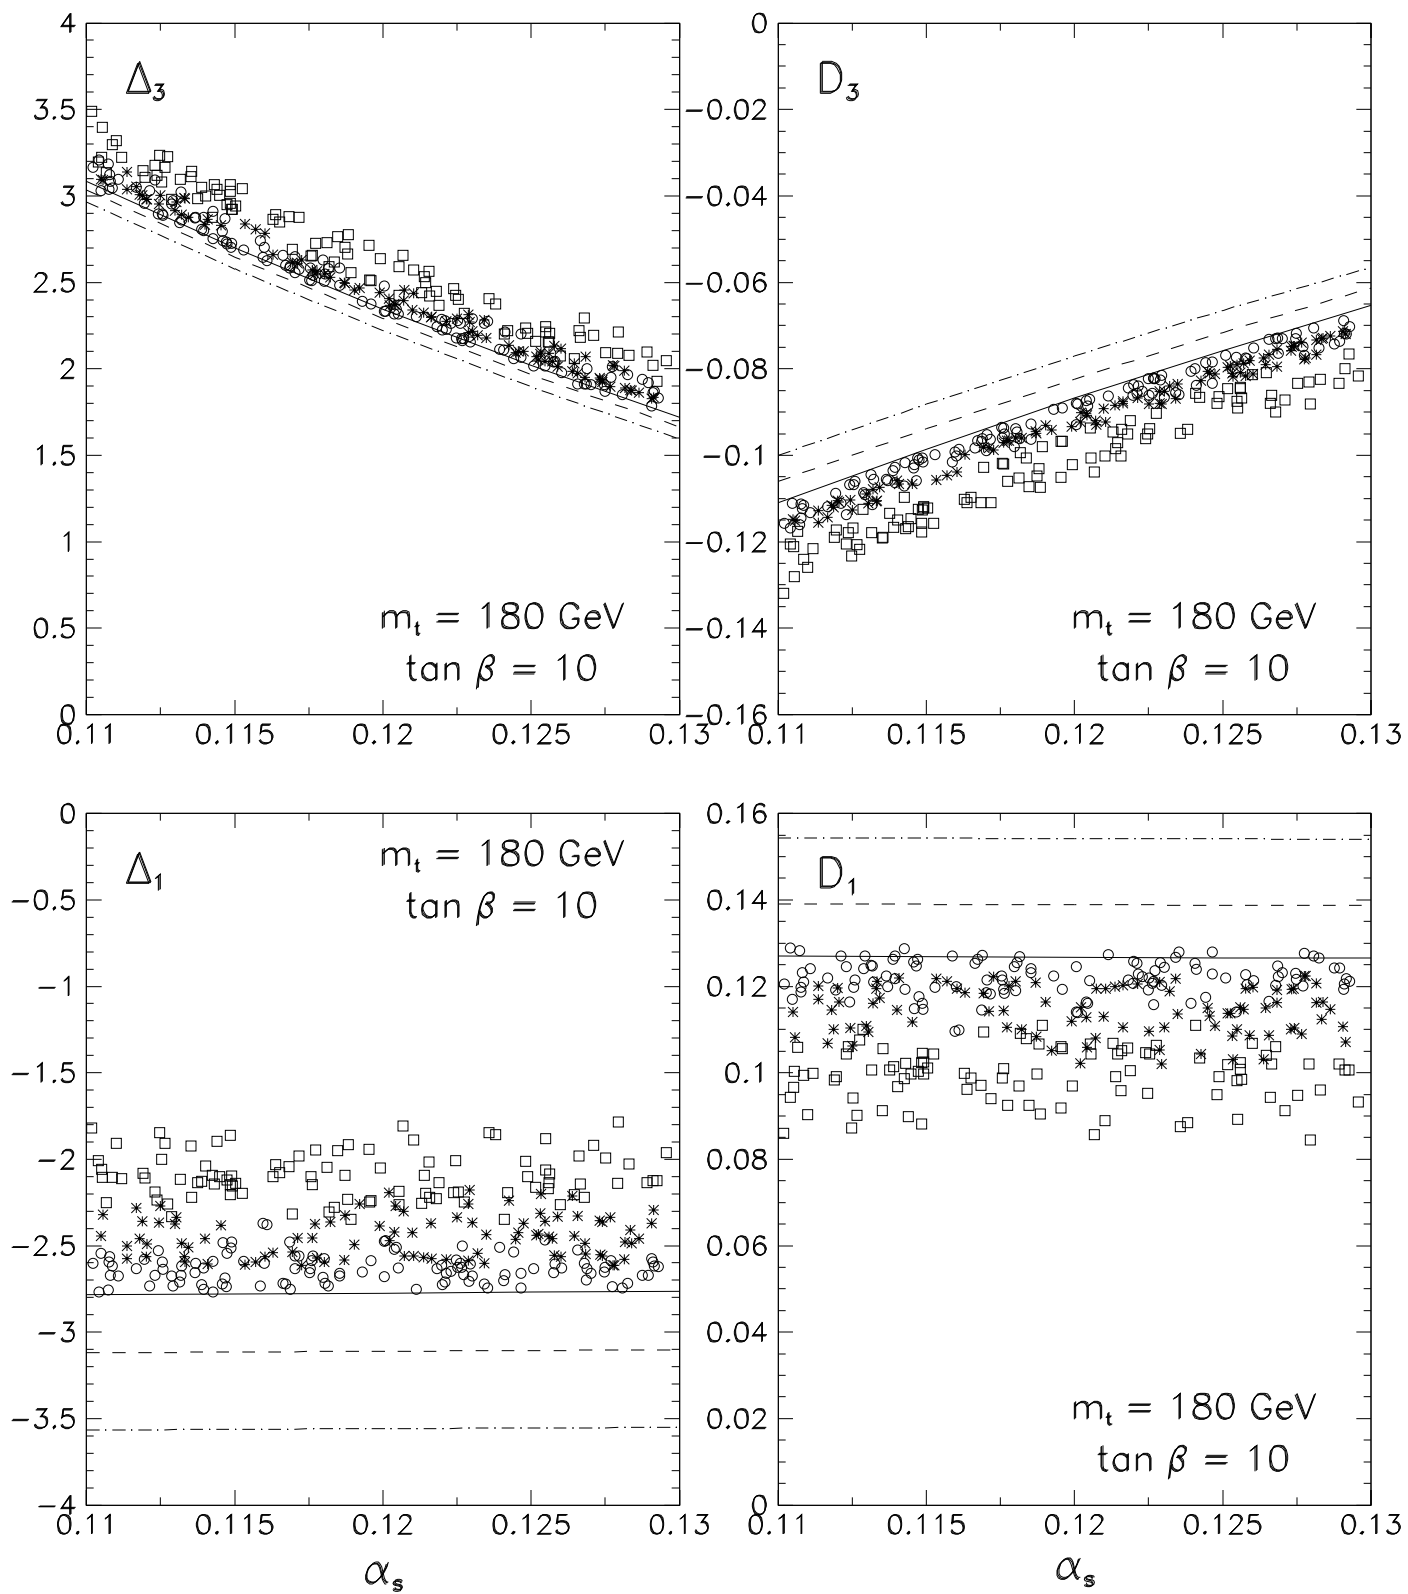 4
Δ₃
3.5
3
2.5
2
1.5
1
0.5
0
m_t = 180 GeV
tan β = 10
0.11 0.115 0.12 0.125 0.13
0
D₃
−0.02
−0.04
−0.06
−0.08
−0.1
−0.12
−0.14
−0.16
m_t = 180 GeV
tan β = 10
0.11 0.115 0.12 0.125 0.13
0
m_t = 180 GeV
tan β = 10
Δ₁
−0.5
−1
−1.5
−2
−2.5
−3
−3.5
−4
0.11 0.115 0.12 0.125 0.13
α_s
0.16
D₁
0.14
0.12
0.1
0.08
0.06
0.04
0.02
0
m_t = 180 GeV
tan β = 10
0.11 0.115 0.12 0.125 0.13
α_s